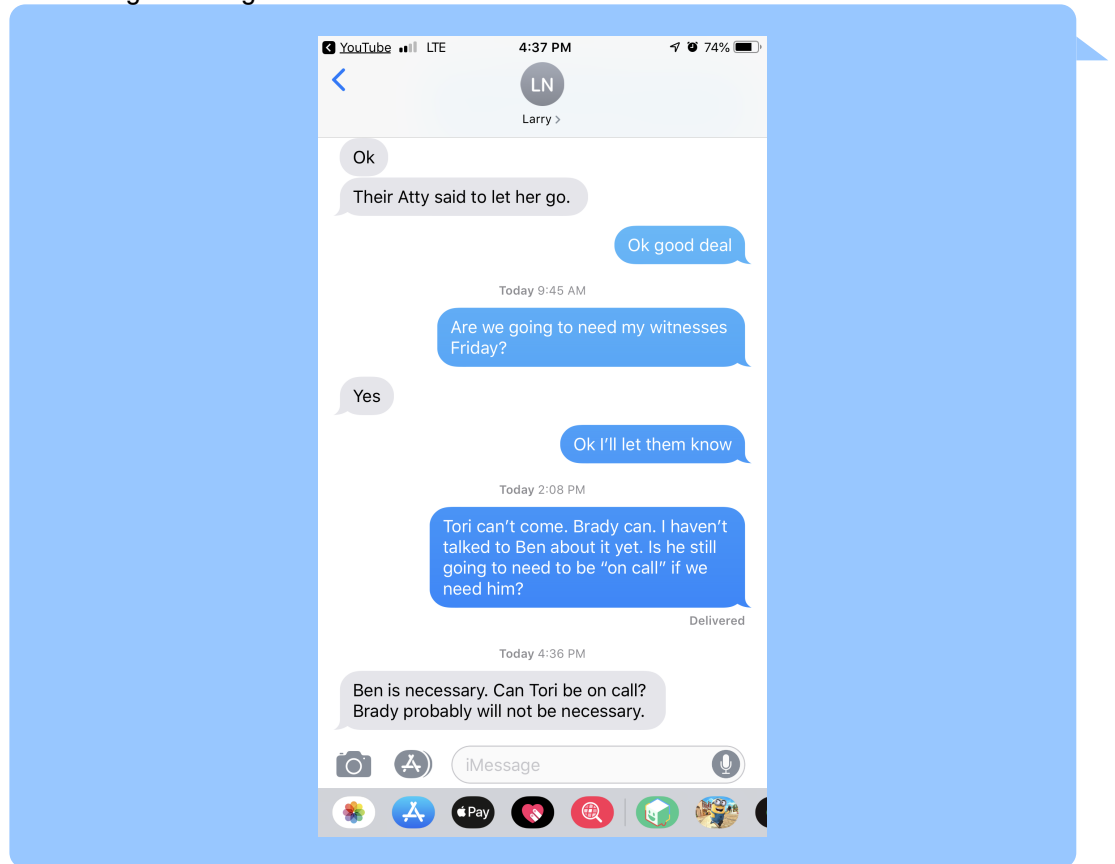 YouTube LTE 4:37 PM 74%
LN
Larry >
Ok
Their Atty said to let her go.
Ok good deal
Today 9:45 AM
Are we going to need my witnesses
Friday?
Yes
Ok I’ll let them know
Today 2:08 PM
Tori can’t come. Brady can. I haven’t
talked to Ben about it yet. Is he still
going to need to be “on call” if we
need him?
Delivered
Today 4:36 PM
Ben is necessary. Can Tori be on call?
Brady probably will not be necessary.
iMessage
Pay